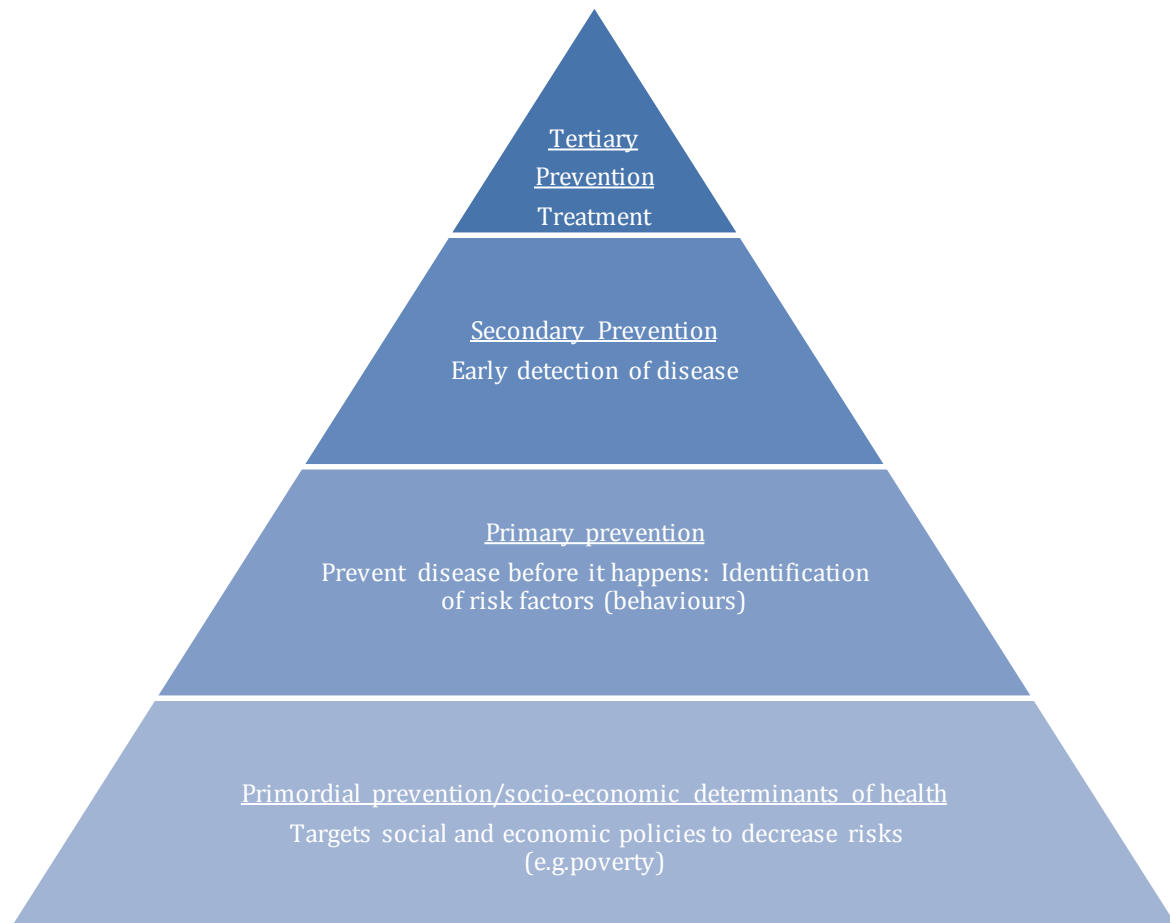 Tertiary
Prevention
Treatment
Secondary Prevention
Early detection of disease
Primary prevention
Prevent disease before it happens: Identification
of risk factors (behaviours)
Primordial prevention/socio-economic determinants of health
Targets social and economic policies to decrease risks
(e.g.poverty)